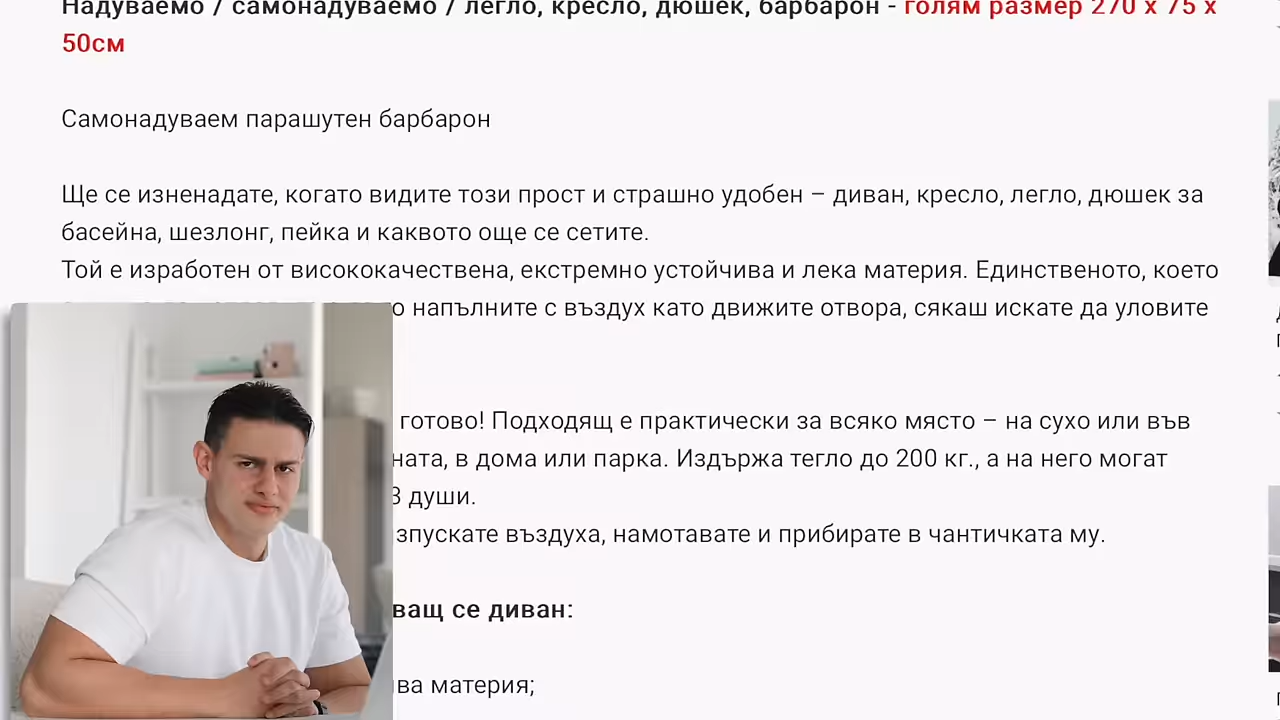 Надуваемо / самонадуваемо / легло, кресло, дюшек, барбарон - голям размер 270 х 75 х
50см
Самонадуваем парашутен барбарон
Ще се изненадате, когато видите този прост и страшно удобен – диван, кресло, легло, дюшек за
басейна, шезлонг, пейка и каквото още се сетите.
Той е изработен от висококачествена, екстремно устойчива и лека материя. Единственото, което
напълните с въздух като движите отвора, сякаш искате да уловите
готово! Подходящ е практически за всяко място – на сухо или във
ната, в дома или парка. Издържа тегло до 200 кг., а на него могат
3 души.
зпускате въздуха, намотавате и прибирате в чантичката му.
ващ се диван:
ва материя;